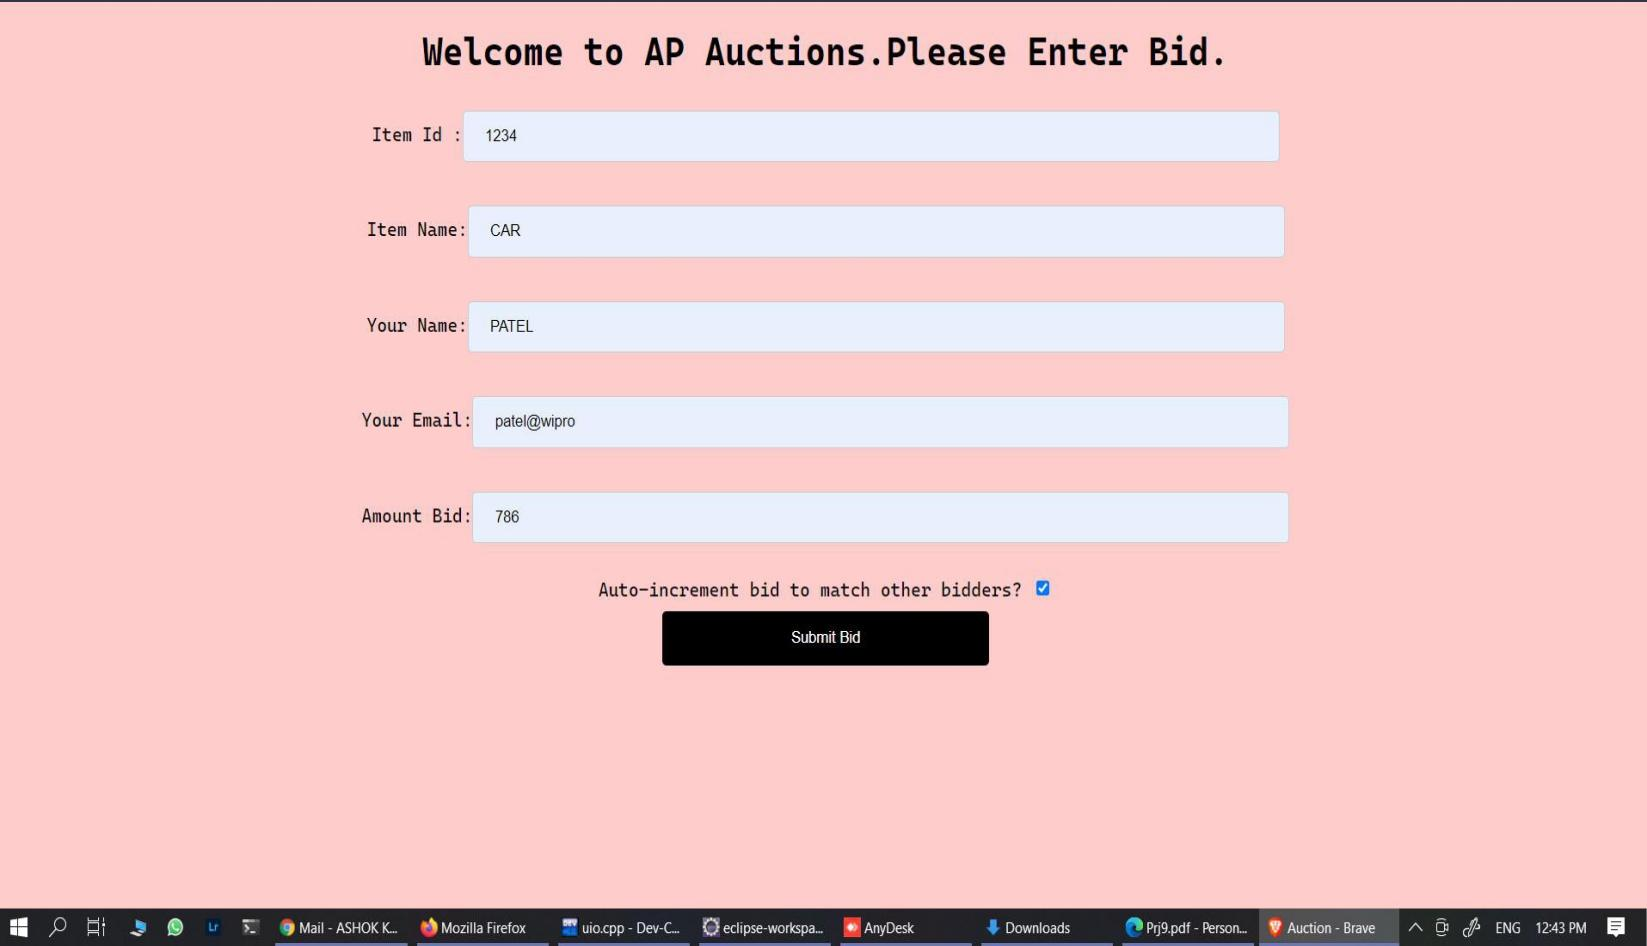 Welcome to AP Auctions.Please Enter Bid.
Item Id : 1234
Item Name: CAR
Your Name: PATEL
Your Email: patel@wipro
Amount Bid: 786
Auto-increment bid to match other bidders?
Submit Bid
Lr Mail - ASHOK K... Mozilla Firefox DEV uio.cpp - Dev-C... eclipse-workspa... AnyDesk Downloads Prj9.pdf - Person... Auction - Brave ENG 12:43 PM